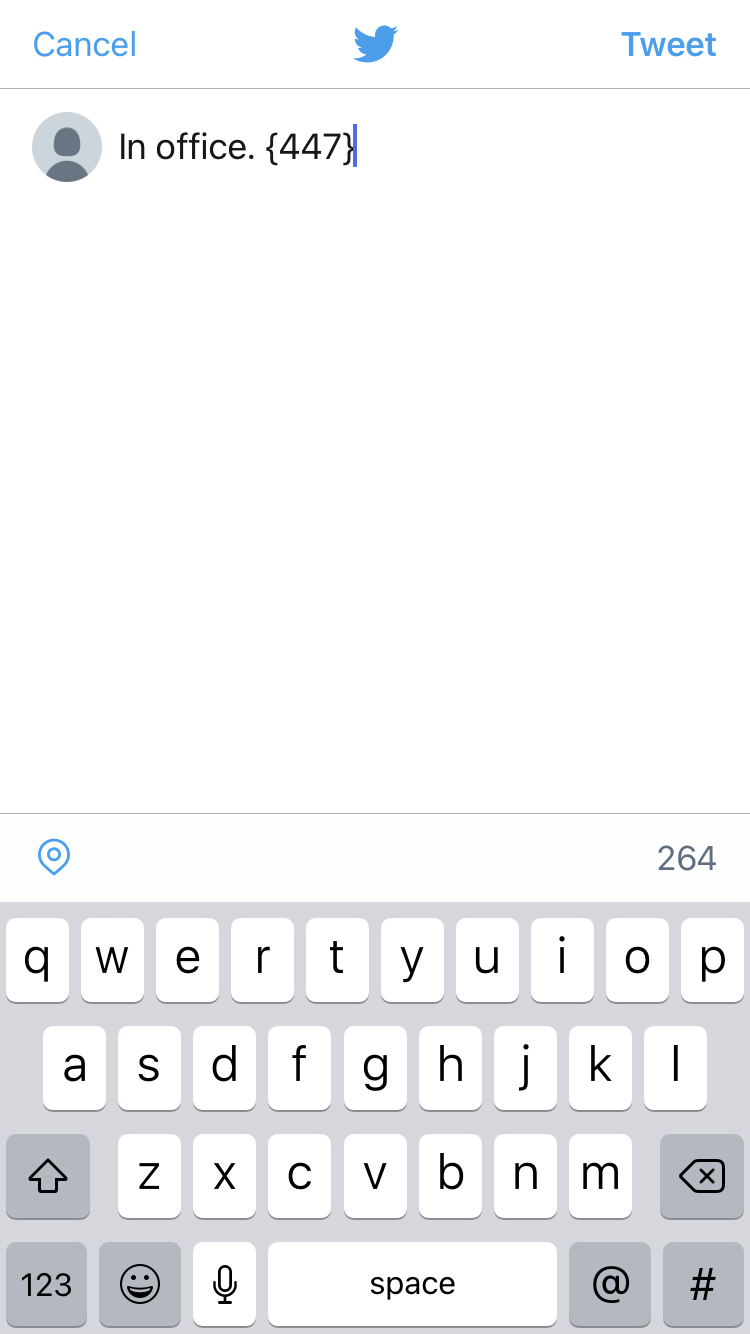 Cancel Tweet
In office. {447}
264
q w e r t y u i o p
a s d f g h j k l
z x c v b n m
123 space @ #